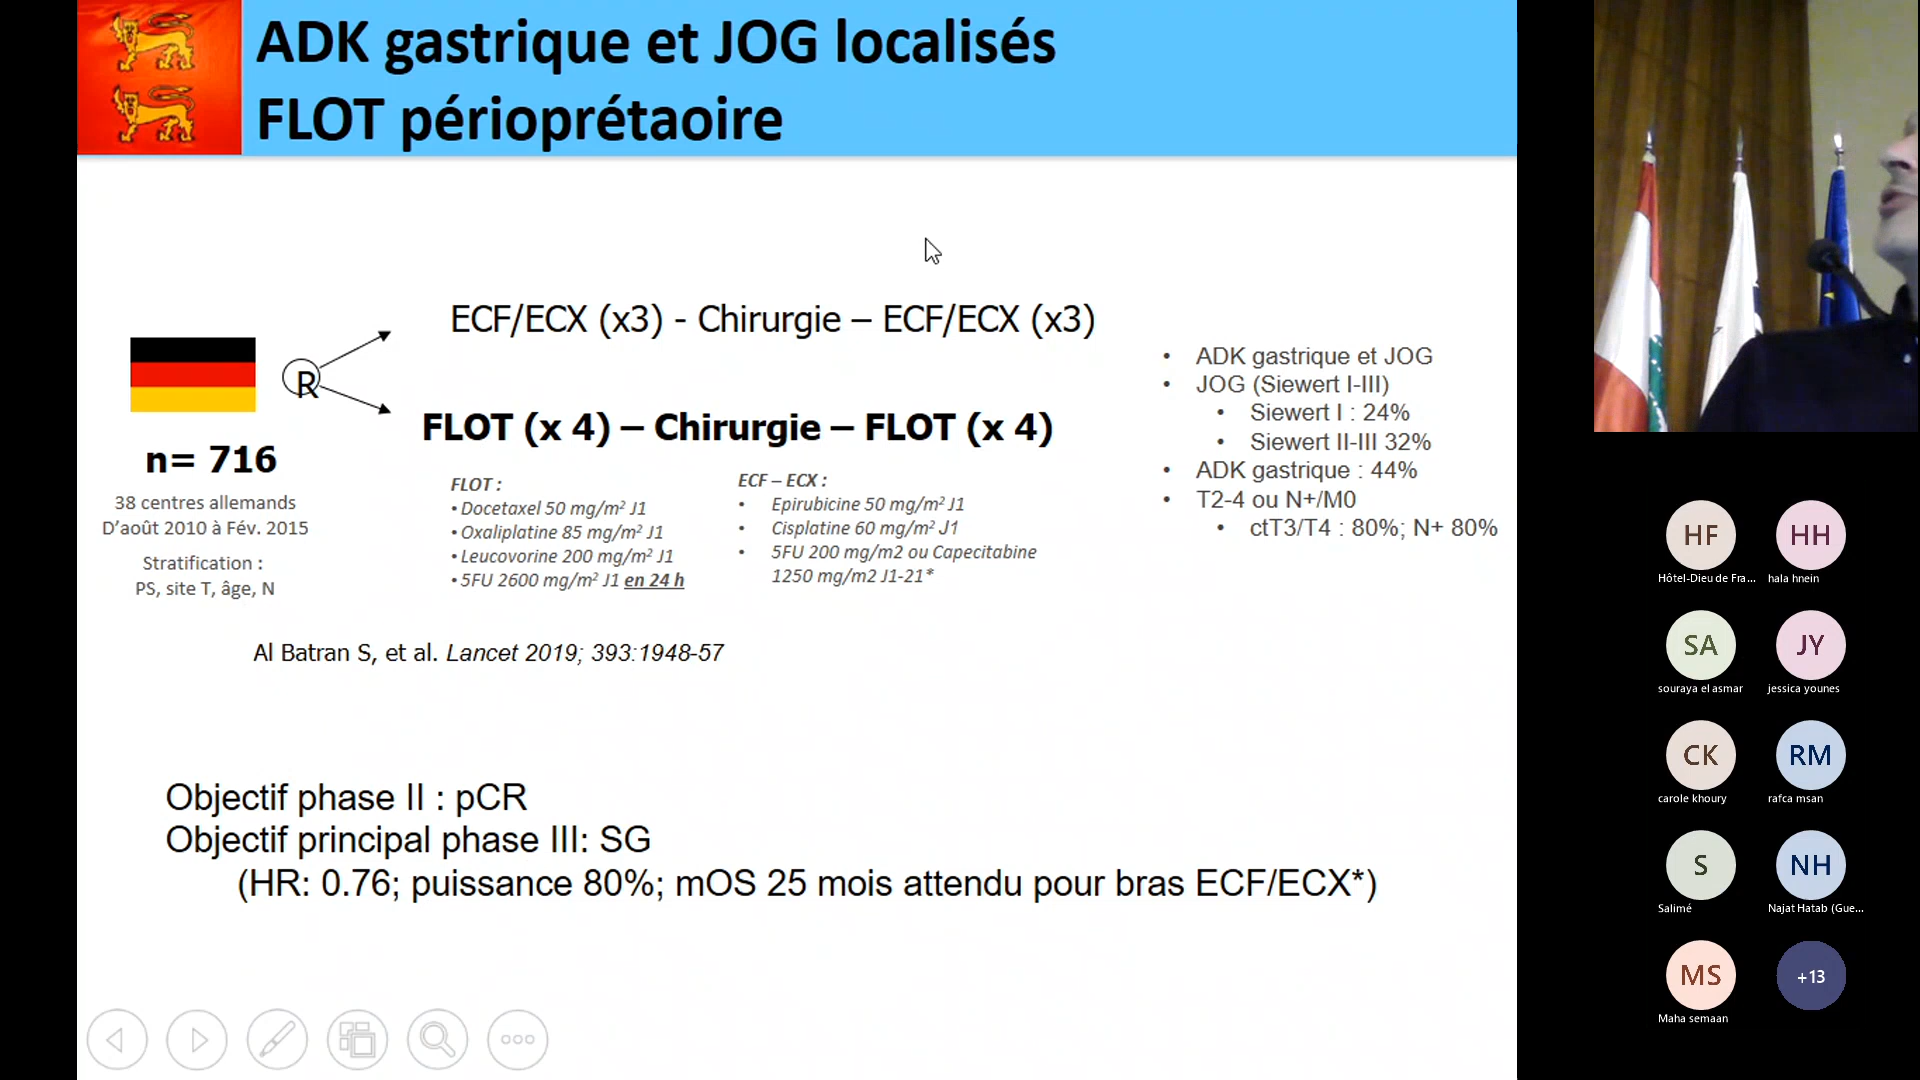 ADK gastrique et JOG localisés
FLOT périoprétaoire
ECF/ECX (x3) - Chirurgie – ECF/ECX (x3)
R
FLOT (x 4) – Chirurgie – FLOT (x 4)
n= 716
38 centres allemands
D’août 2010 à Fév. 2015
Stratification :
PS, site T, âge, N
FLOT :
• Docetaxel 50 mg/m² J1
• Oxaliplatine 85 mg/m² J1
• Leucovorine 200 mg/m² J1
• 5FU 2600 mg/m² J1 en 24 h
ECF – ECX :
• Epirubicine 50 mg/m² J1
• Cisplatine 60 mg/m² J1
• 5FU 200 mg/m2 ou Capecitabine
1250 mg/m2 J1-21*
• ADK gastrique et JOG
• JOG (Siewert I-III)
• Siewert I : 24%
• Siewert II-III 32%
• ADK gastrique : 44%
• T2-4 ou N+/M0
• ctT3/T4 : 80%; N+ 80%
Al Batran S, et al. Lancet 2019; 393:1948-57
Objectif phase II : pCR
Objectif principal phase III: SG
(HR: 0.76; puissance 80%; mOS 25 mois attendu pour bras ECF/ECX*)
HF
Hôtel-Dieu de Fra...
HH
hala hnein
SA
souraya el asmar
JY
jessica younes
CK
carole khoury
RM
rafca msan
S
Salimé
NH
Najat Hatab (Gue...
MS
Maha semaan
+13